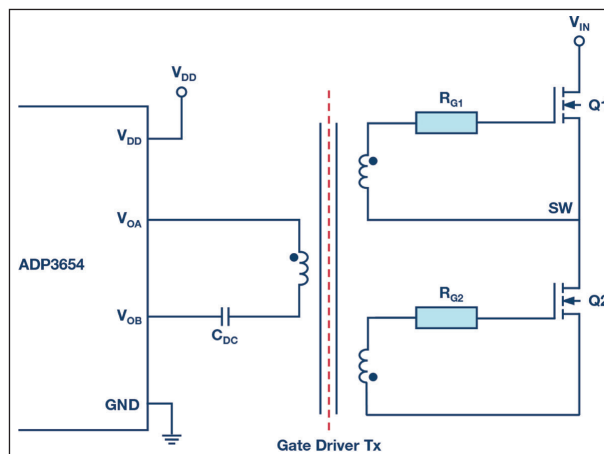 VIN
VDD
RG1
Q1
VDD
VOA
SW
ADP3654
RG2
Q2
VOB
CDC
GND
Gate Driver Tx